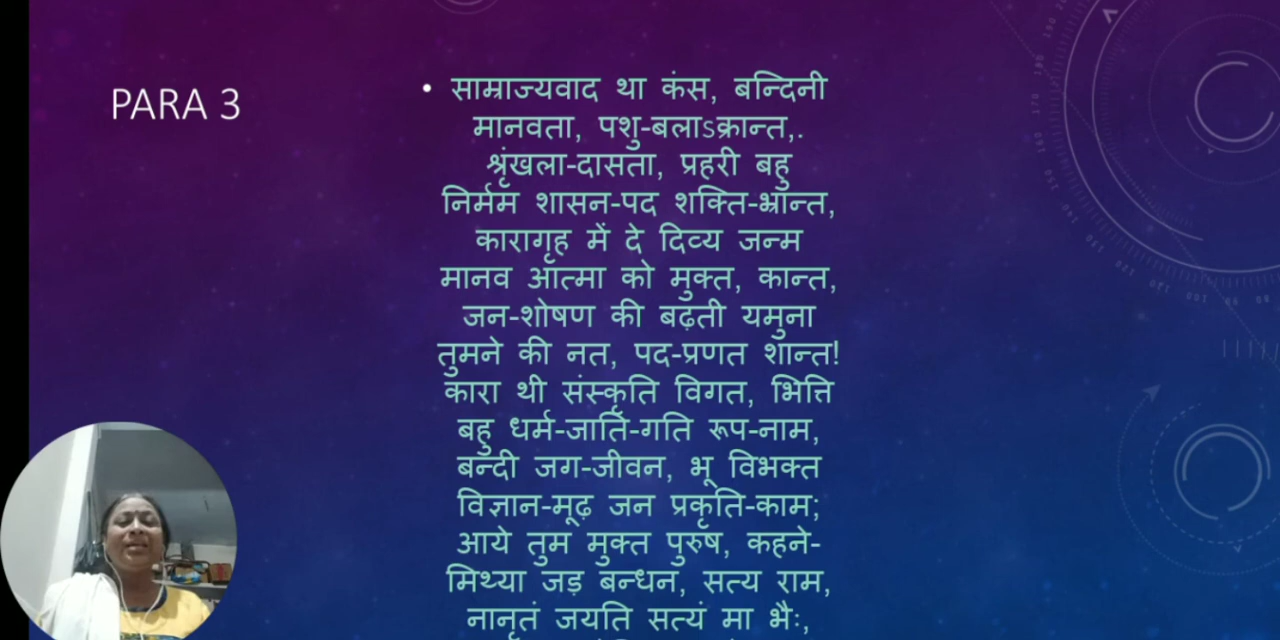 PARA 3
• साम्राज्यवाद था कंस, बन्दिनी
मानवता, पशु-बलाsक्रान्त,.
श्रृंखला-दासता, प्रहरी बहु
निर्मम शासन-पद शक्ति-भ्रान्त,
कारागृह में दे दिव्य जन्म
मानव आत्मा को मुक्त, कान्त,
जन-शोषण की बढ़ती यमुना
तुमने की नत, पद-प्रणत शान्त!
कारा थी संस्कृति विगत, भित्ति
बहु धर्म-जाति-गति रूप-नाम,
बन्दी जग-जीवन, भू विभक्त
विज्ञान-मूढ़ जन प्रकृति-काम;
आये तुम मुक्त पुरुष, कहने-
मिथ्या जड़ बन्धन, सत्य राम,
नानृतं जयति सत्यं मा भैः,